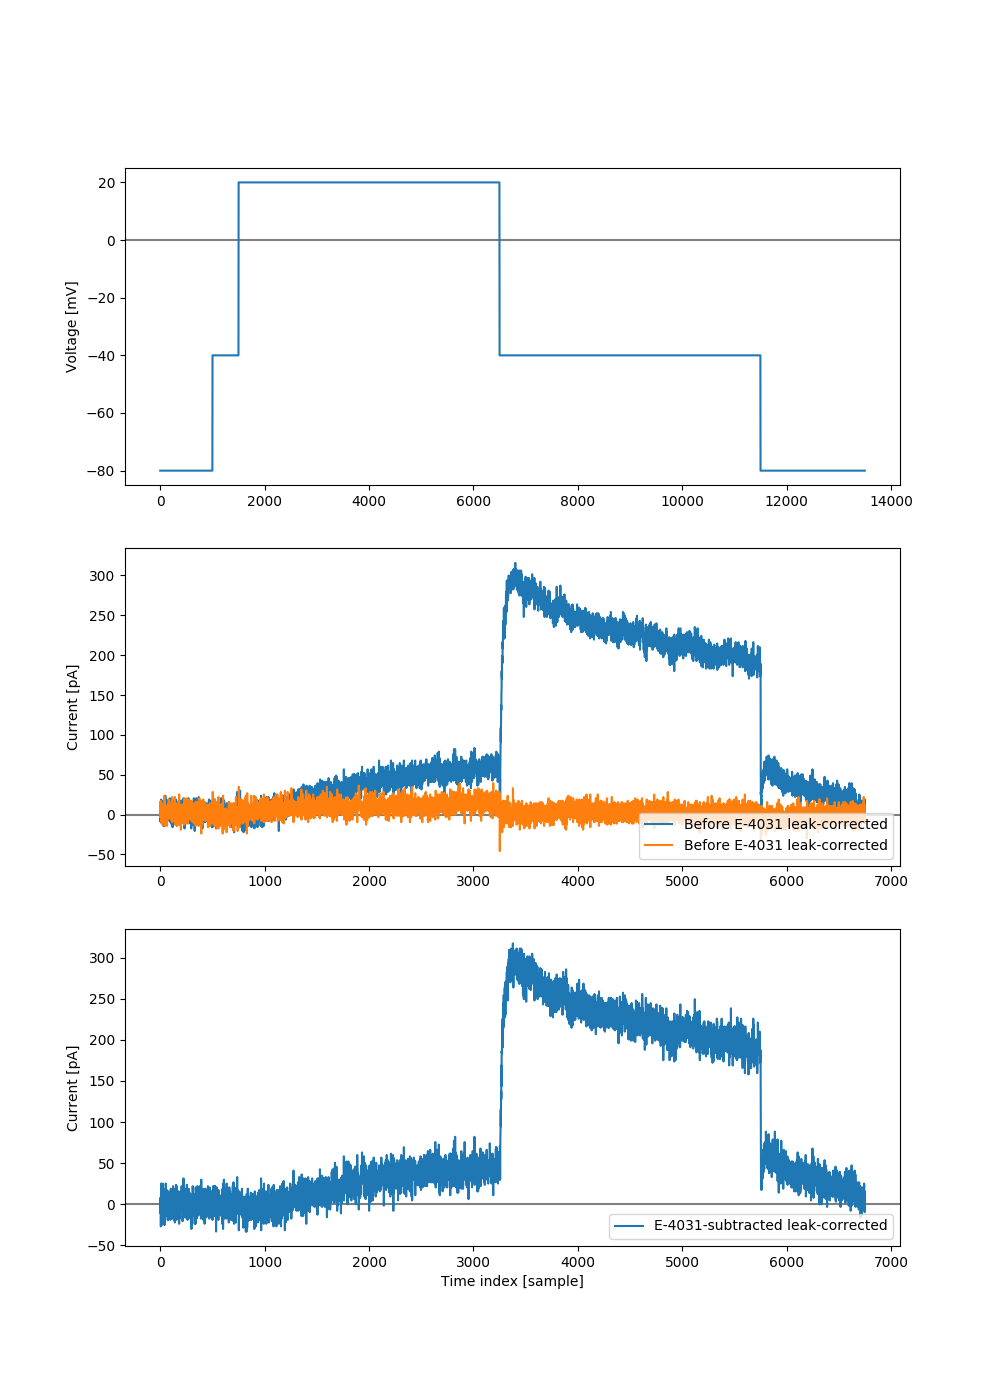 20
0
−20
−40
−60
−80
Voltage [mV]
0 2000 4000 6000 8000 10000 12000 14000
300
250
200
150
100
50
0
−50
Current [pA]
Before E-4031 leak-corrected
Before E-4031 leak-corrected
0 1000 2000 3000 4000 5000 6000 7000
300
250
200
150
100
50
0
−50
Current [pA]
E-4031-subtracted leak-corrected
0 1000 2000 3000 4000 5000 6000 7000
Time index [sample]